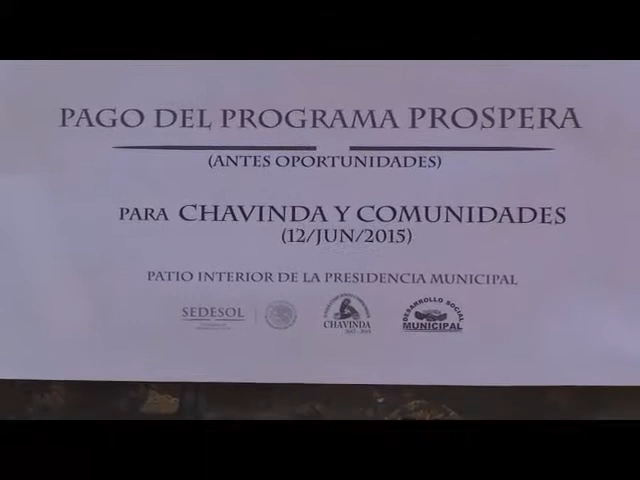 PAGO DEL PROGRAMA PROSPERA
(ANTES OPORTUNIDADES)
PARA CHAVINDA Y COMUNIDADES
(12/JUN/2015)
PATIO INTERIOR DE LA PRESIDENCIA MUNICIPAL
SEDESOL
CHAVINDA
DESARROLLO SOCIAL
MUNICIPAL